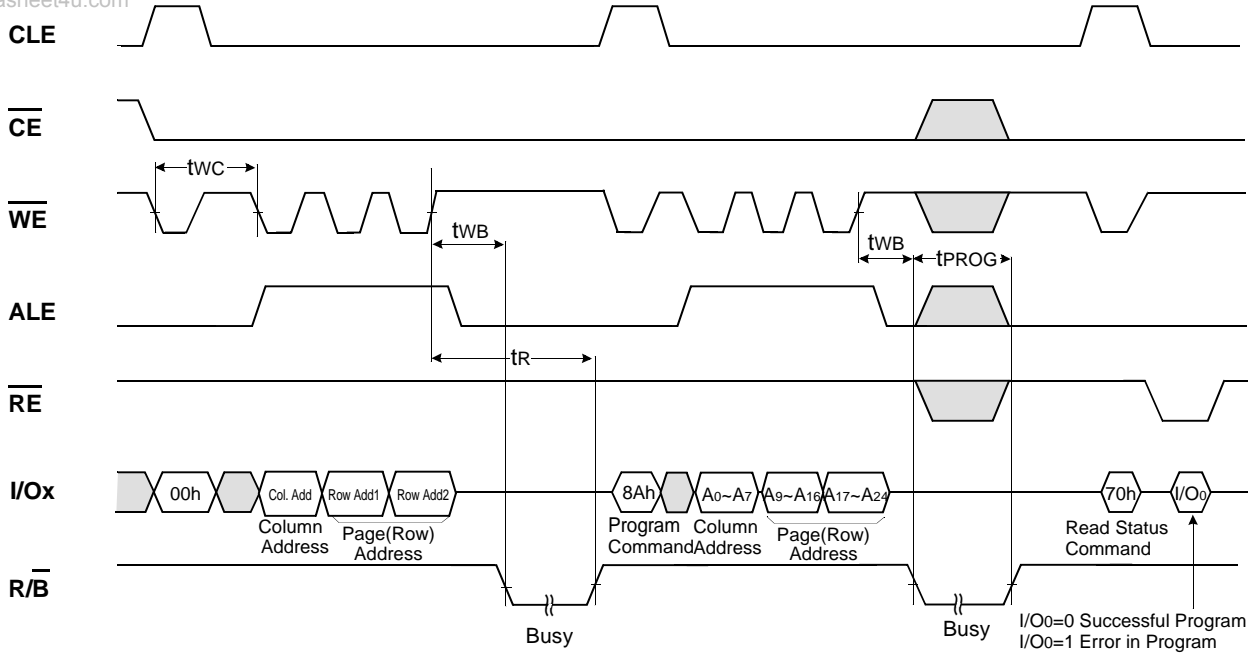 asheet4u.com
CLE
CE
tWC
WE
tWB
tWB
tPROG
ALE
tR
RE
I/Ox
00h
Col. Add
Row Add1
Row Add2
8Ah
A0~A7
A9~A16
A17~A24
70h
I/O0
Column
Address
Page(Row)
Address
Program
Command
Column
Address
Page(Row)
Address
Read Status
Command
R/B
Busy
Busy
I/O0=0 Successful Program
I/O0=1 Error in Program